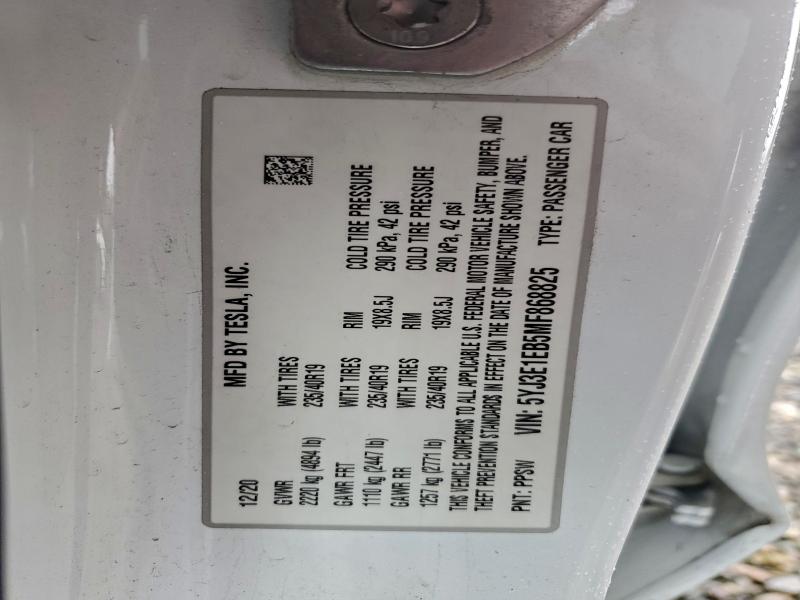 MFD BY TESLA, INC.
12/20
GVWR WITH TIRES
2220 kg (4894 lb) 235/40R19
GAWR FRT WITH TIRES RIM COLD TIRE PRESSURE
1110 kg (2447 lb) 235/40R19 19X8.5J 290 kPa, 42 psi
GAWR RR WITH TIRES RIM COLD TIRE PRESSURE
1257 kg (2771 lb) 235/40R19 19X8.5J 290 kPa, 42 psi
THIS VEHICLE CONFORMS TO ALL APPLICABLE U.S. FEDERAL MOTOR VEHICLE SAFETY, BUMPER, AND
THEFT PREVENTION STANDARDS IN EFFECT ON THE DATE OF MANUFACTURE SHOWN ABOVE.
PNT: PPSW VIN: 5YJ3E1EB5MF868825 TYPE: PASSENGER CAR